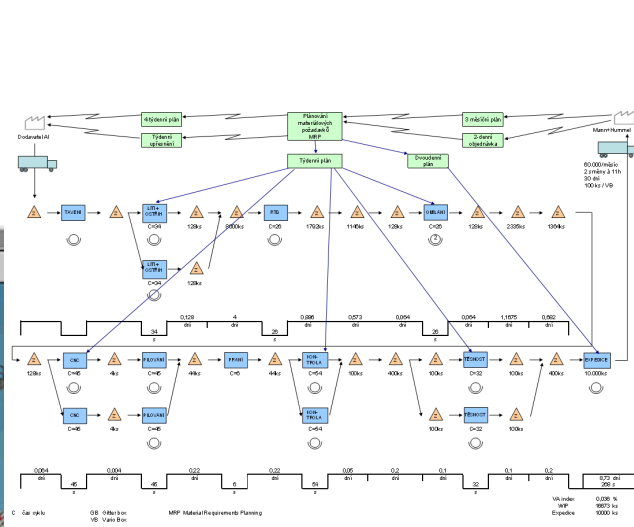 Plánování
materiálových
požadavků
MRP
4-týdenní plán
3 měsíční plán
Dodavatel Al
Týdenní
upřesnění
2-denní
objednávka
Mann+Hummel
Týdenní plán
Dvoudenní
plán
60.000/měsíc
2 směny à 11h
30 dní
100 ks / VB
TAVENÍ
LITÍ+
OSTŘIH
RTG
OMÍLÁNÍ
C=34
128ks
8600ks
C=26
1792ks
1146ks
128ks
C=26
128ks
2335ks
1364ks
2
LITÍ+
OSTŘIH
C=34
128ks
0,128
dní
4
dní
0,896
dní
0,573
dní
0,064
dní
0,064
dní
1,1675
dní
0,682
dní
34
s
26
s
26
s
CNC
PILOVÁNÍ
PRANÍ
KON-
TROLA
TĚSNOST
EXPEDICE
128ks
C=46
4ks
C=46
44ks
C=6
44ks
C=54
100ks
400ks
100ks
C=32
100ks
400ks
10.000ks
CNC
PILOVÁNÍ
KON-
TROLA
TĚSNOST
C=46
4ks
C=46
C=54
100ks
C=32
100ks
0,064
dní
0,004
dní
0,22
dní
0,22
dní
0,05
dní
0,2
dní
0,1
dní
0,1
dní
0,2
dní
9,73 dní
268 s
46
s
46
s
6
s
54
s
32
s
VA index 0,036 %
WIP 16873 ks
Expedice 10000 ks
C čas cyklu
GB Gitterbox
VB Vario Box
MRP Material Requirements Planning